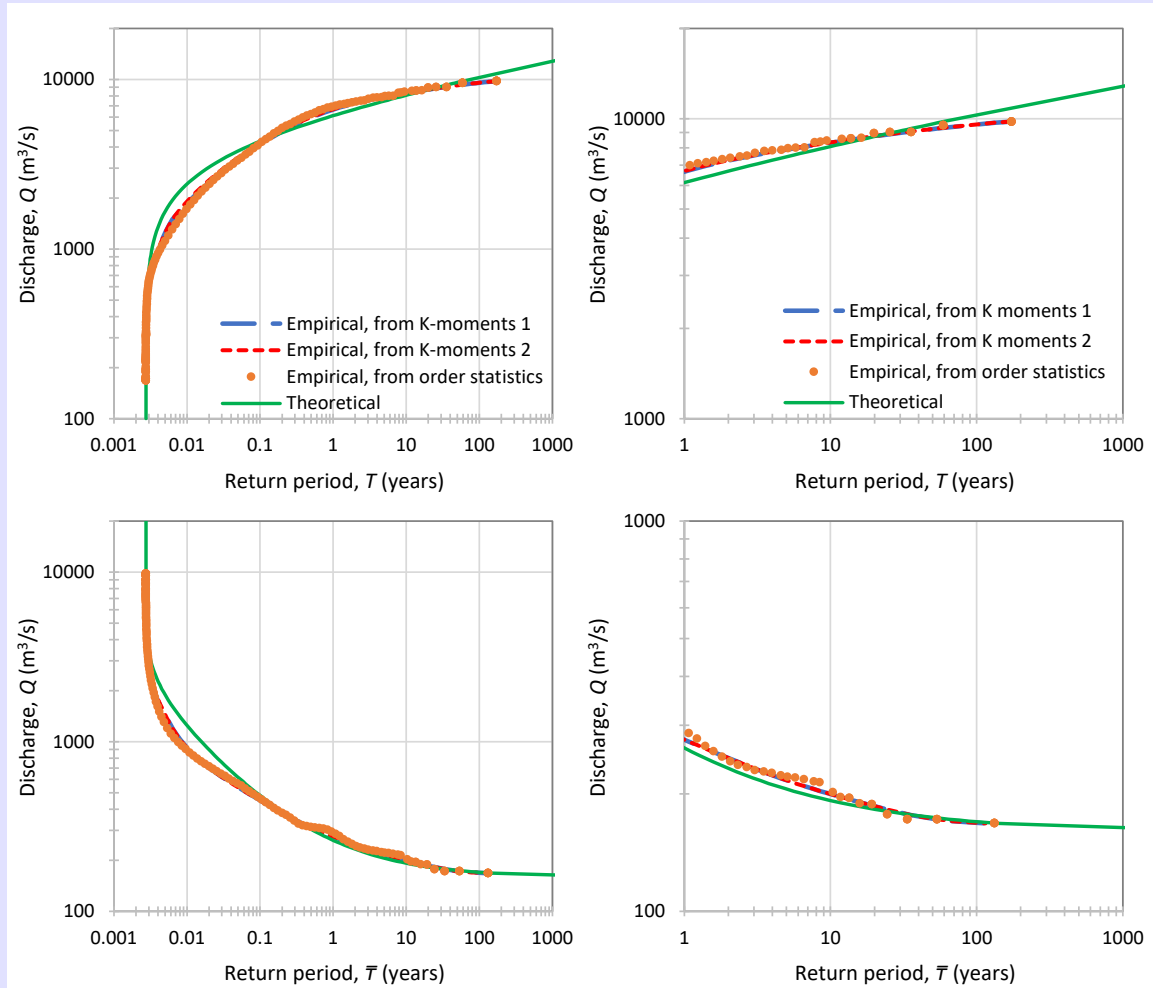 10000
1000
100
Discharge, Q (m³/s)
Empirical, from K-moments 1
Empirical, from K-moments 2
Empirical, from order statistics
Theoretical
0.001 0.01 0.1 1 10 100 1000
Return period, T (years)
10000
1000
Discharge, Q (m³/s)
Empirical, from K moments 1
Empirical, from K moments 2
Empirical, from order statistics
Theoretical
1 10 100 1000
Return period, T (years)
10000
1000
100
Discharge, Q (m³/s)
0.001 0.01 0.1 1 10 100 1000
Return period, T̅ (years)
1000
100
Discharge, Q (m³/s)
1 10 100 1000
Return period, T̅ (years)